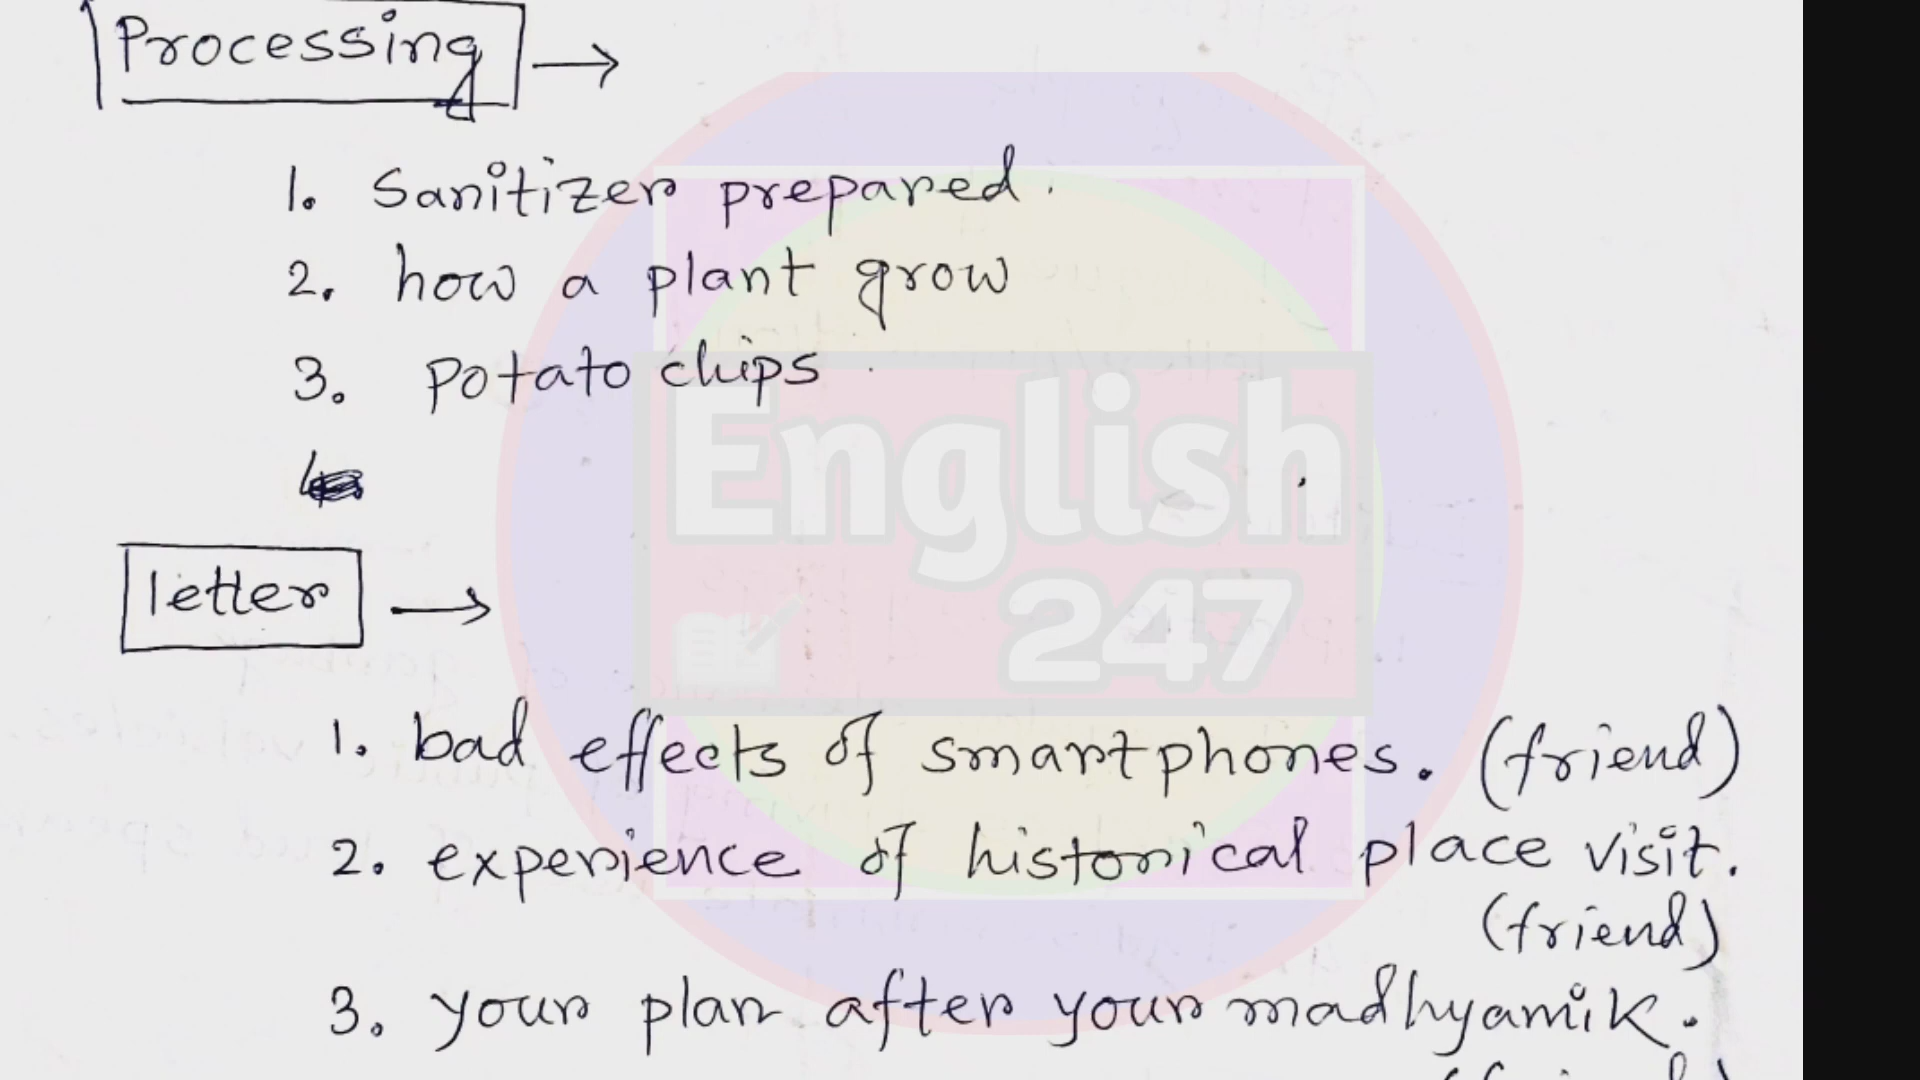 Processing →
1. Sanitizer prepared.
2. how a plant grow
3. potato chips
English
247
letter →
1. bad effects of smartphones. (friend)
2. experience of historical place visit.
(friend)
3. your plan after your madhyamik.